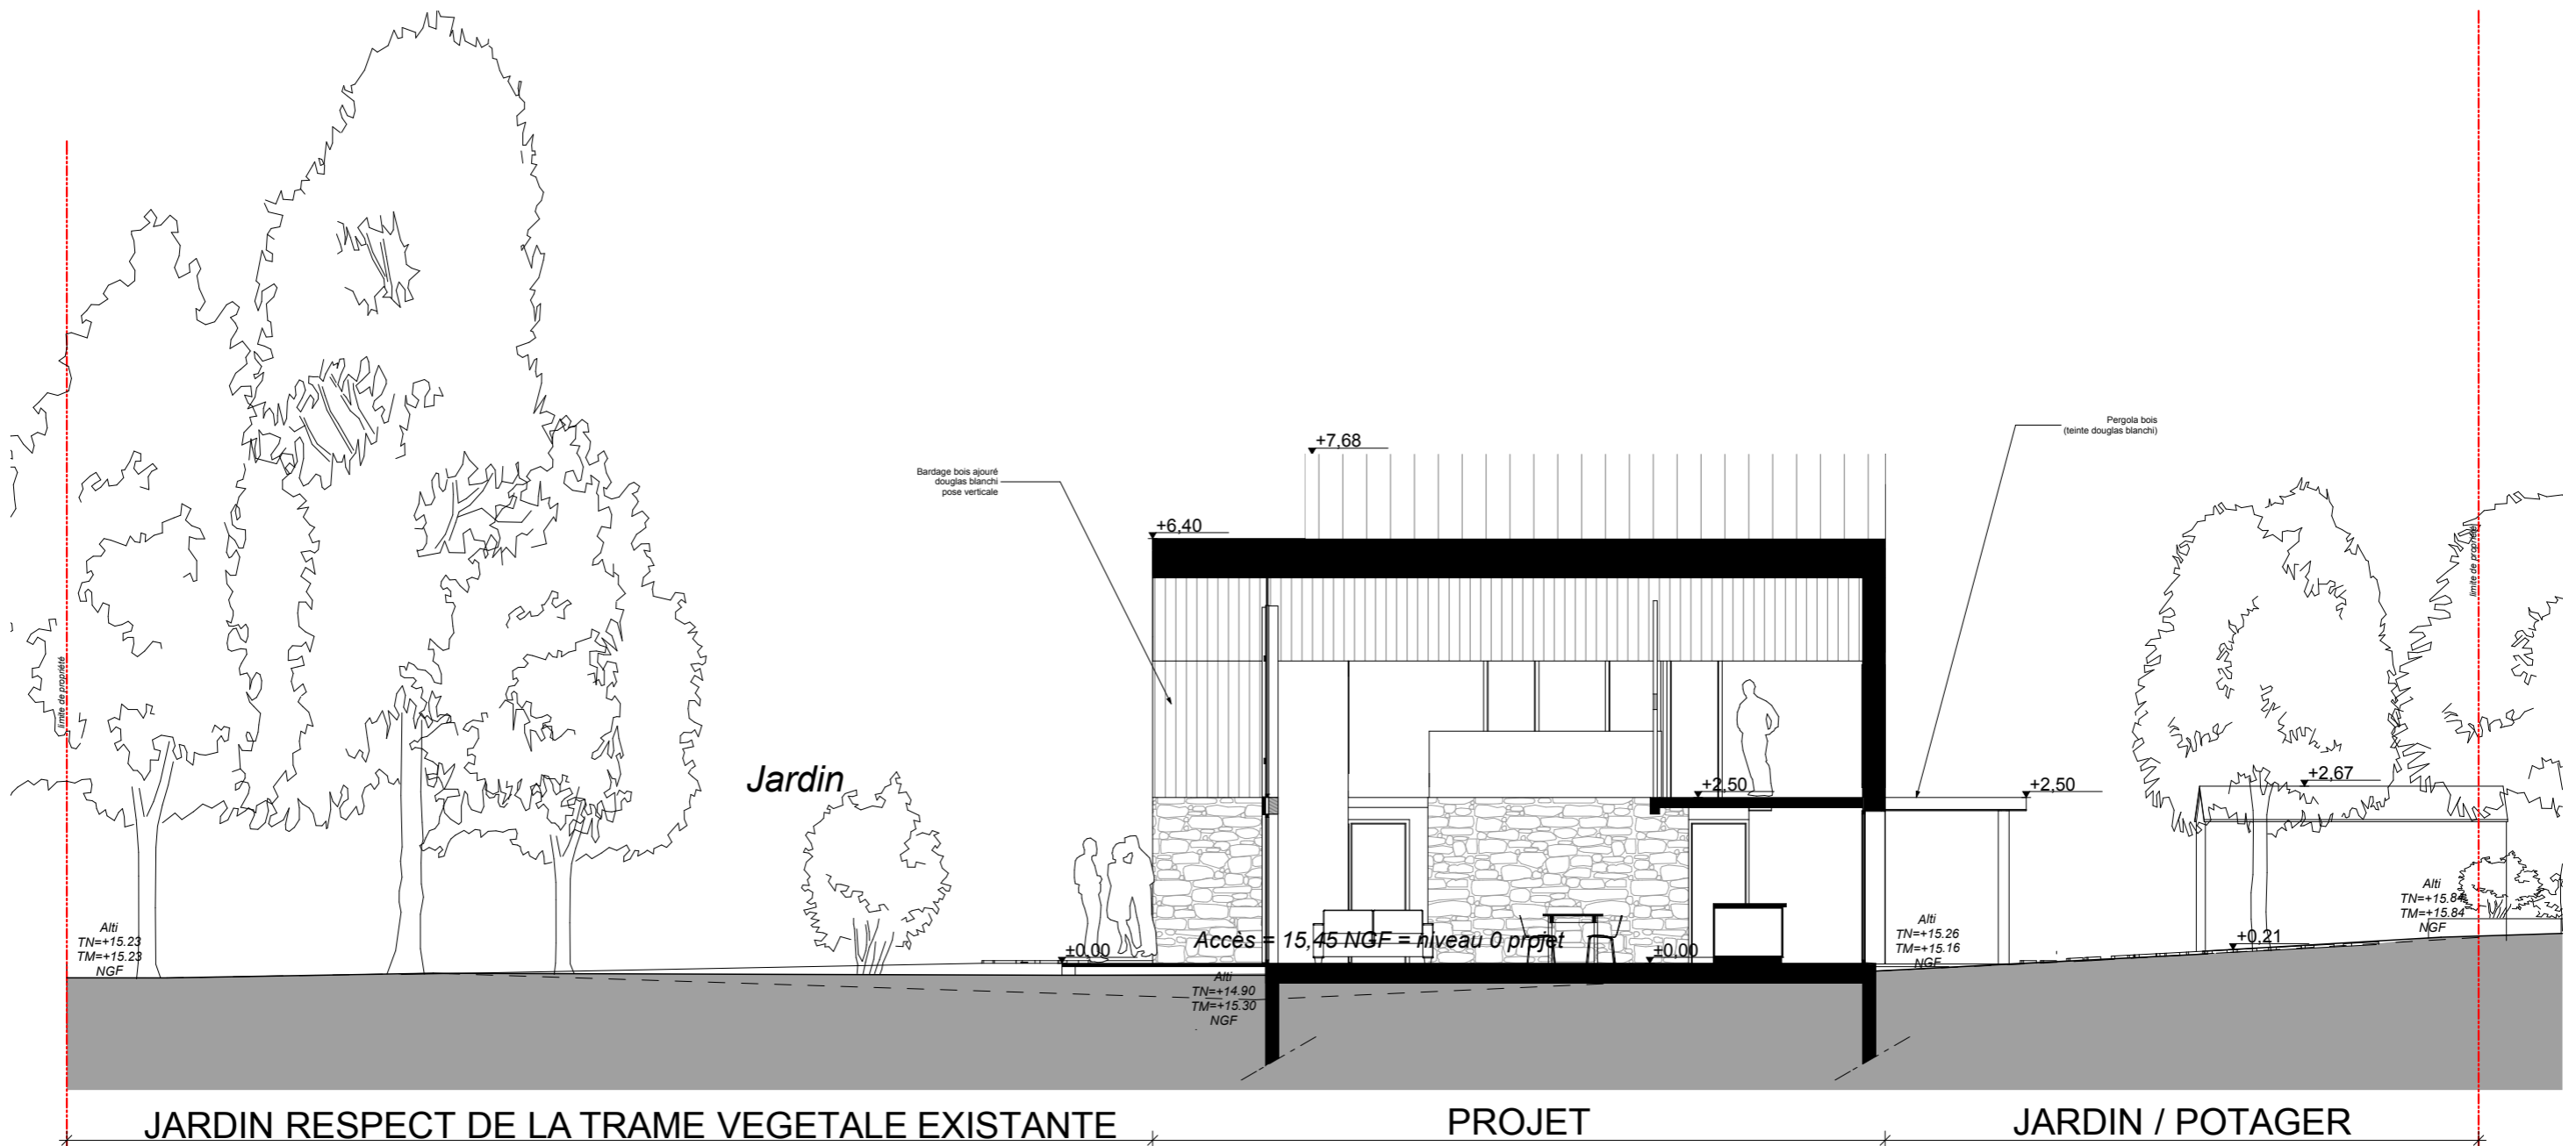 +7,68
Pergola bois
(teinte douglas blanchi)
Bardage bois ajouré
douglas blanchi
pose verticale
+6,40
limite de propriété
limite de propriété
Jardin
+2,50
+2,50
+2,67
Alti
TN=+15.23
TM=+15.23
NGF
±0,00
Accès = 15,45 NGF = niveau 0 projet
±0,00
Alti
TN=+14.90
TM=+15.30
NGF
Alti
TN=+15.26
TM=+15.16
NGF
+0,21
Alti
TN=+15.84
TM=+15.84
NGF
JARDIN RESPECT DE LA TRAME VEGETALE EXISTANTE
PROJET
JARDIN / POTAGER